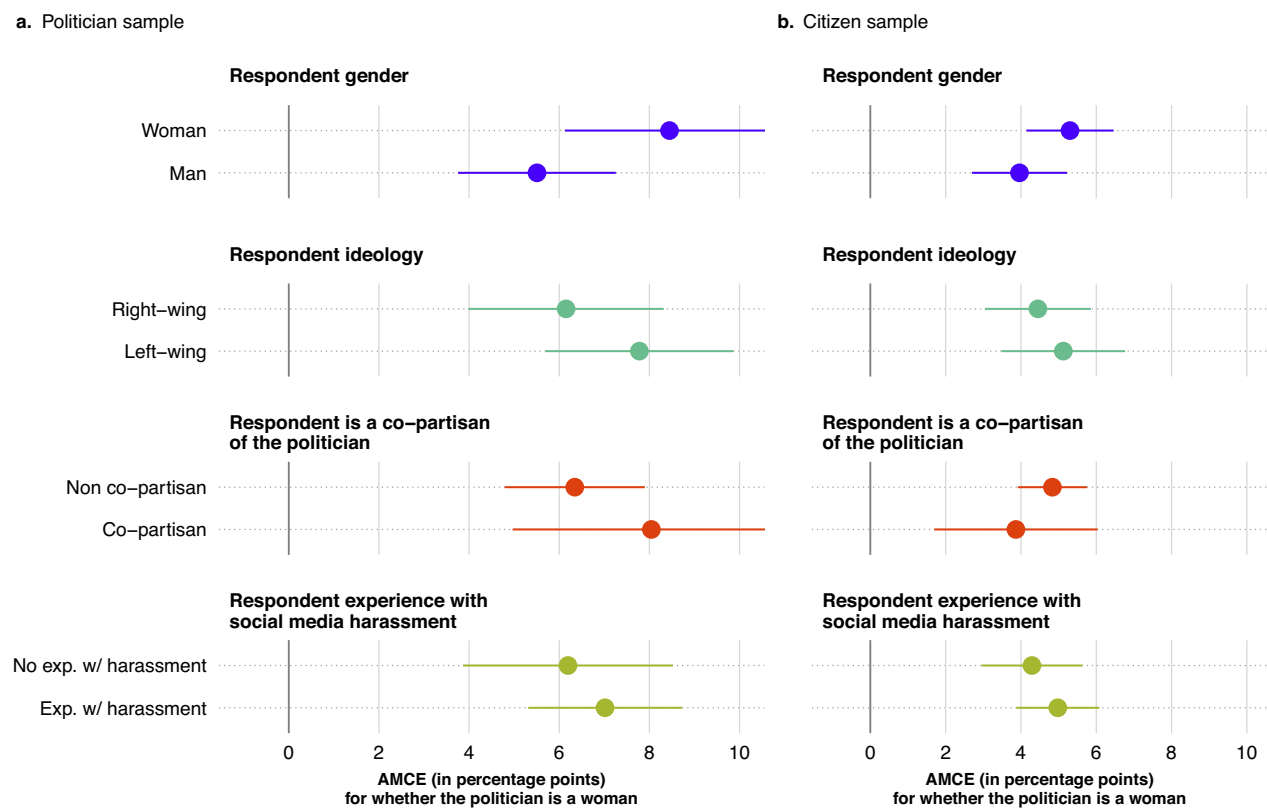 a. Politician sample
Respondent gender
Woman
Man
Respondent ideology
Right−wing
Left−wing
Respondent is a co−partisan
of the politician
Non co−partisan
Co−partisan
Respondent experience with
social media harassment
No exp. w/ harassment
Exp. w/ harassment
0 2 4 6 8 10
AMCE (in percentage points)
for whether the politician is a woman
b. Citizen sample
Respondent gender
Respondent ideology
Respondent is a co−partisan
of the politician
Respondent experience with
social media harassment
0 2 4 6 8 10
AMCE (in percentage points)
for whether the politician is a woman